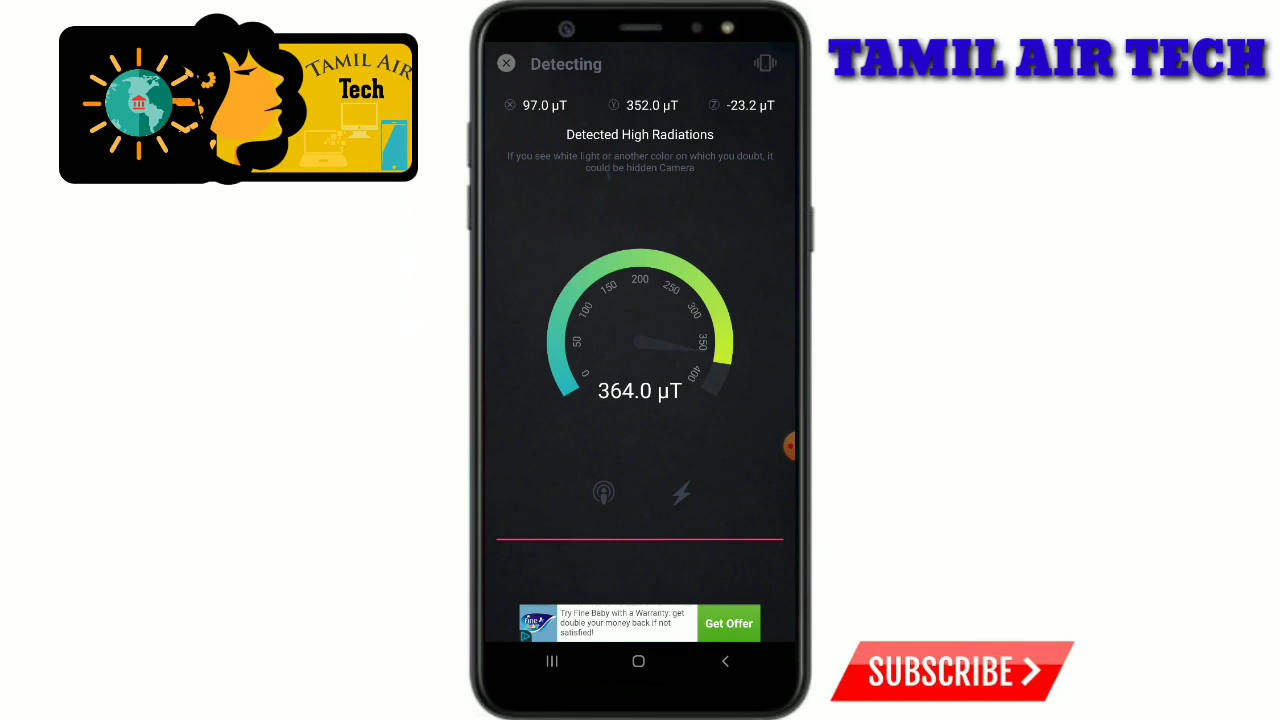 TAMIL AIR
Tech
TAMIL AIR TECH
Detecting
X 97.0 µT Y 352.0 µT Z -23.2 µT
Detected High Radiations
If you see white light or another color on which you doubt, it
could be hidden Camera
0
50
100
150
200
250
300
350
400
364.0 µT
fine
Try Fine Baby with a Warranty: get
double your money back if not
satisfied!
Get Offer
SUBSCRIBE